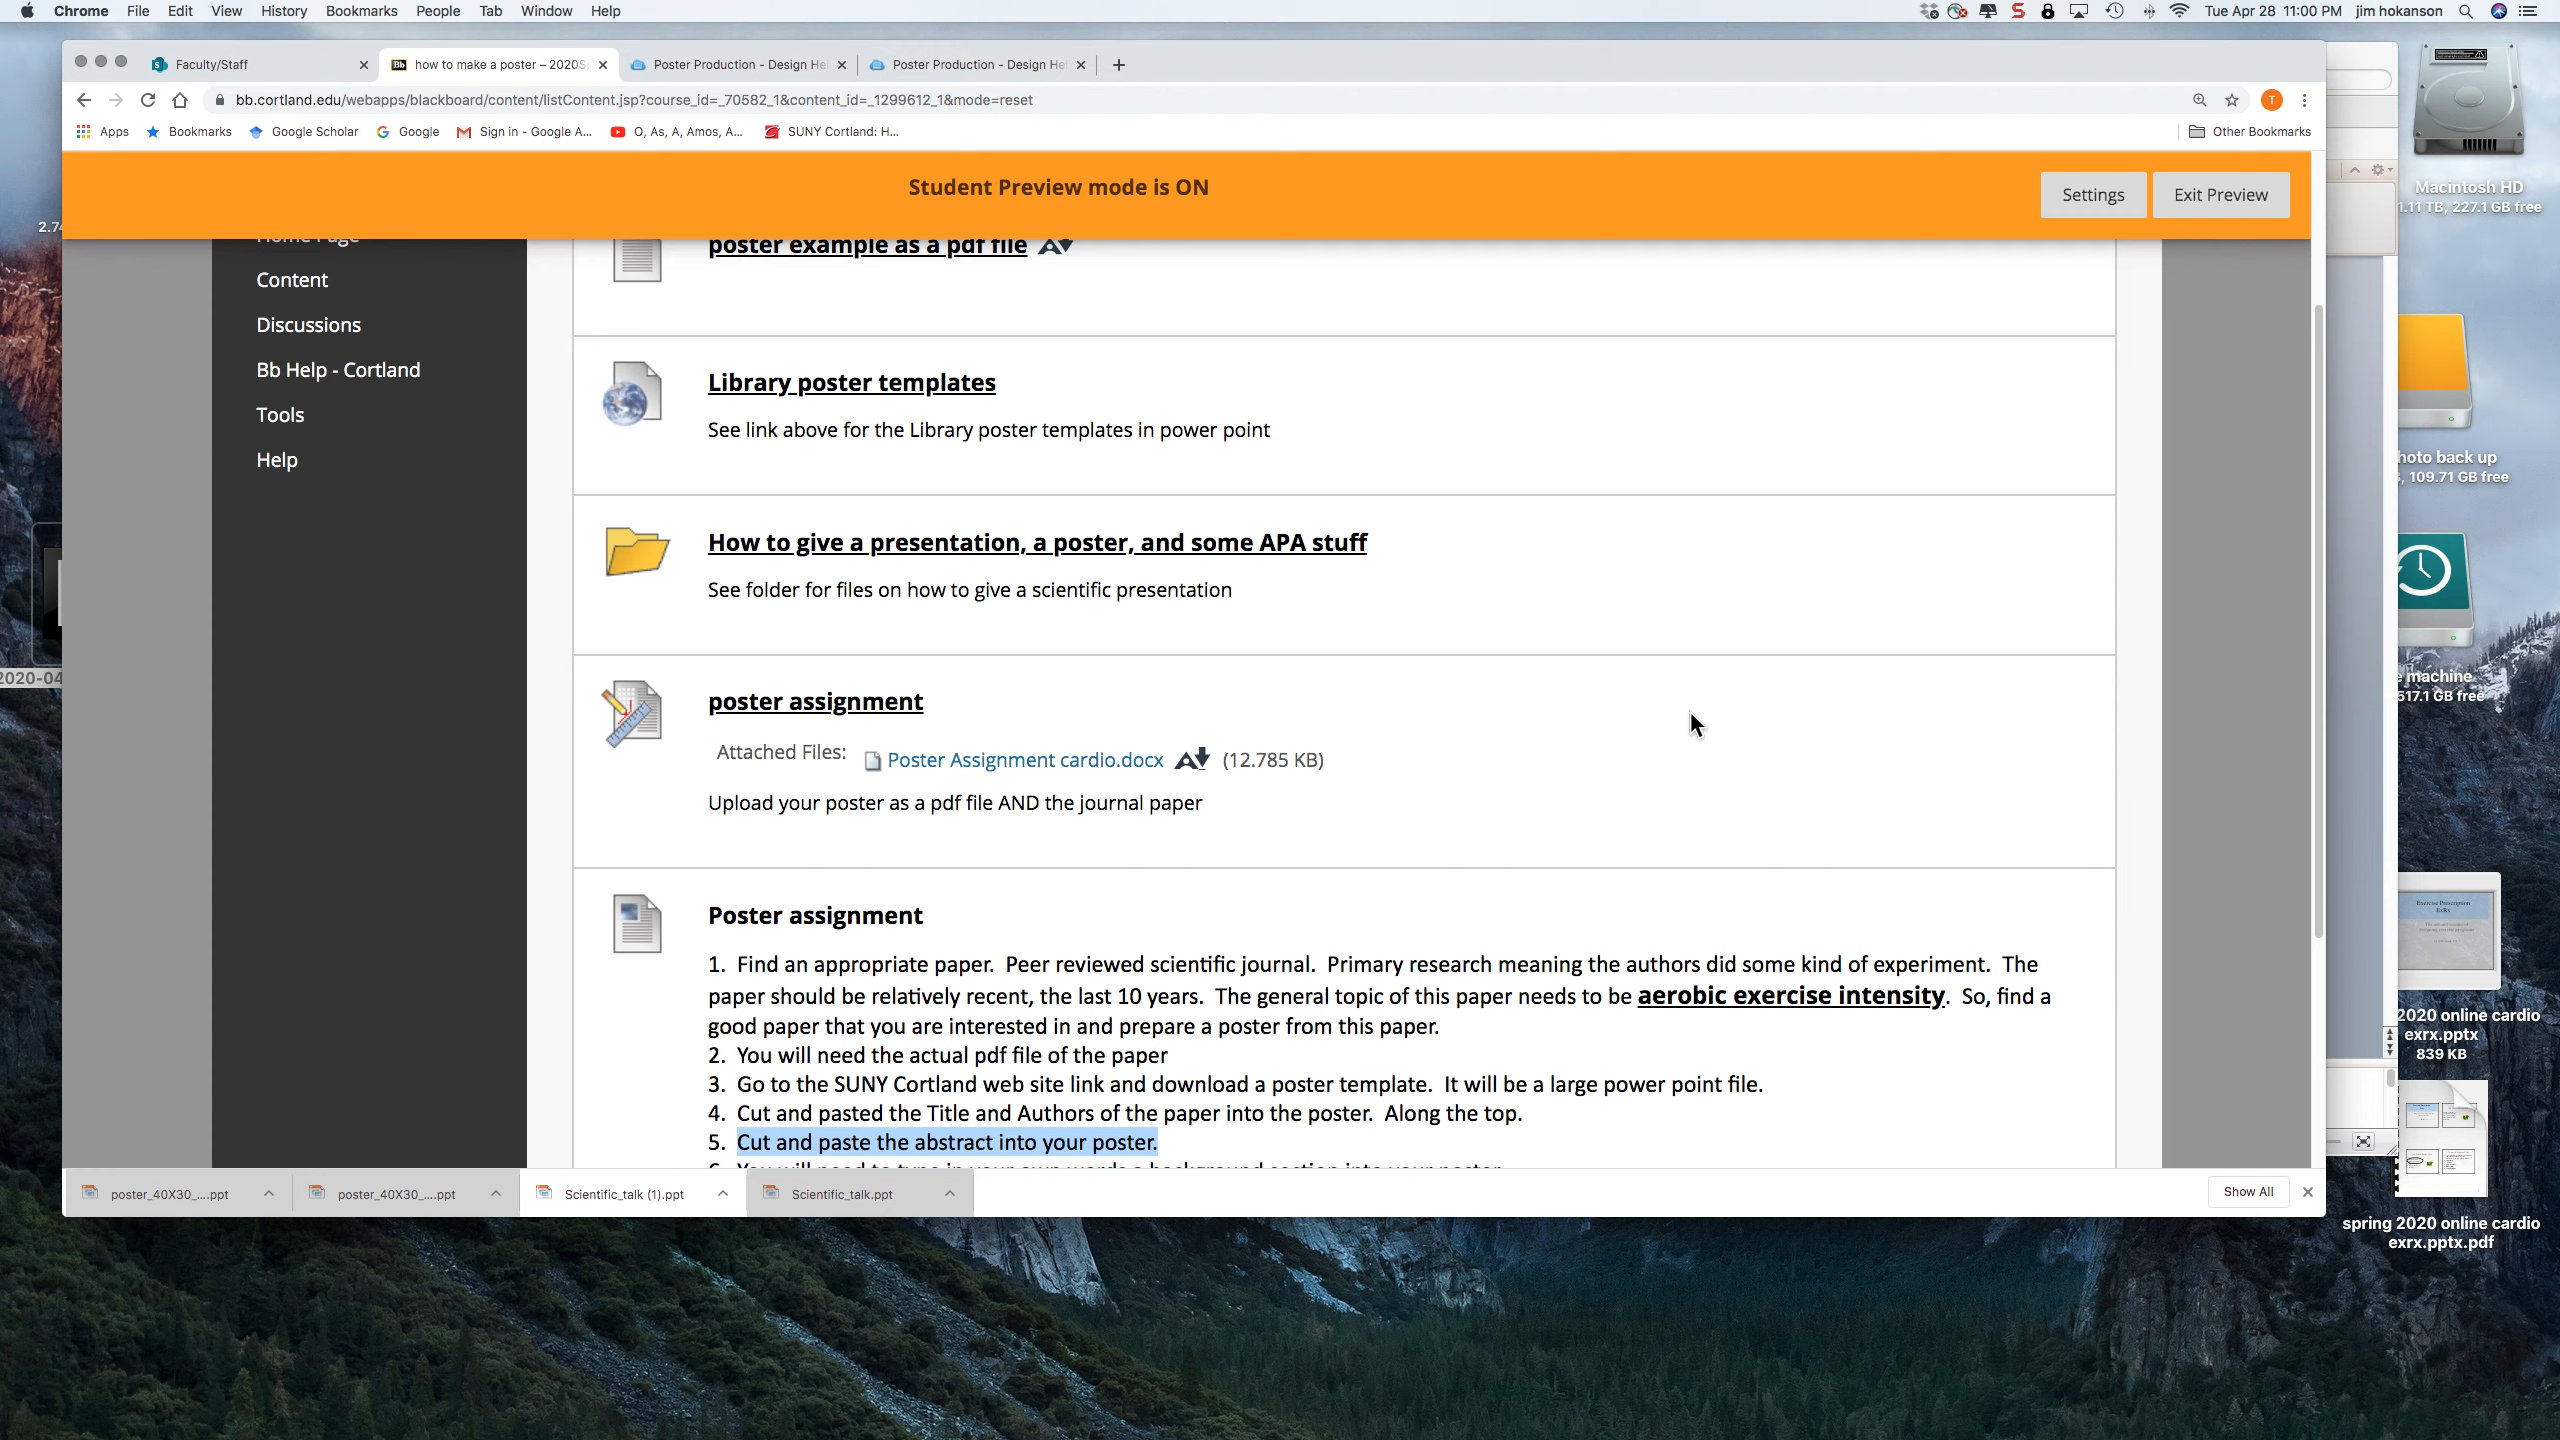 Chrome File Edit View History Bookmarks People Tab Window Help
Tue Apr 28 11:00 PM jim hokanson
Faculty/Staff
how to make a poster – 2020S
Poster Production - Design He
Poster Production - Design He
bb.cortland.edu/webapps/blackboard/content/listContent.jsp?course_id=_70582_1&content_id=_1299612_1&mode=reset
T
Apps Bookmarks Google Scholar Google Sign in - Google A... O, As, A, Amos, A... SUNY Cortland: H... Other Bookmarks
Student Preview mode is ON
Settings
Exit Preview
Home Page
Content
Discussions
Bb Help - Cortland
Tools
Help
poster example as a pdf file
Library poster templates
See link above for the Library poster templates in power point
How to give a presentation, a poster, and some APA stuff
See folder for files on how to give a scientific presentation
poster assignment
Attached Files: Poster Assignment cardio.docx (12.785 KB)
Upload your poster as a pdf file AND the journal paper
Poster assignment
1. Find an appropriate paper. Peer reviewed scientific journal. Primary research meaning the authors did some kind of experiment. The
paper should be relatively recent, the last 10 years. The general topic of this paper needs to be aerobic exercise intensity. So, find a
good paper that you are interested in and prepare a poster from this paper.
2. You will need the actual pdf file of the paper
3. Go to the SUNY Cortland web site link and download a poster template. It will be a large power point file.
4. Cut and pasted the Title and Authors of the paper into the poster. Along the top.
5. Cut and paste the abstract into your poster.
poster_40X30_....ppt
poster_40X30_....ppt
Scientific_talk (1).ppt
Scientific_talk.ppt
Show All
2.74
2020-04
Macintosh HD
1.11 TB, 227.1 GB free
hoto back up
, 109.71 GB free
e machine
517.1 GB free
Exercise Prescription
ExRx
2020 online cardio
exrx.pptx
839 KB
spring 2020 online cardio
exrx.pptx.pdf